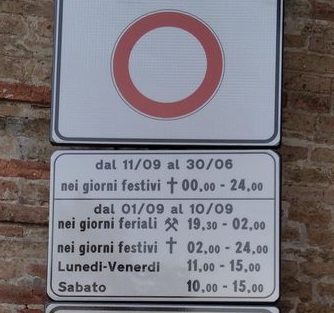 dal 11/09 al 30/06
nei giorni festivi ✝ 00,00 - 24,00
dal 01/09 al 10/09
nei giorni feriali ⚒ 19,30 - 02,00
nei giorni festivi ✝ 02,00 - 24,00
Lunedi-Venerdi 11,00 - 15,00
Sabato 10,00 - 15,00